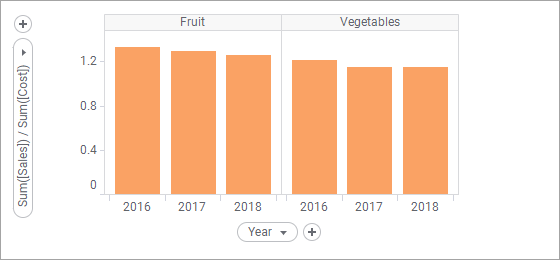 Fruit Vegetables
Sum([Sales]) / Sum([Cost])
1.2
0.8
0.4
0
2016 2017 2018 2016 2017 2018
Year